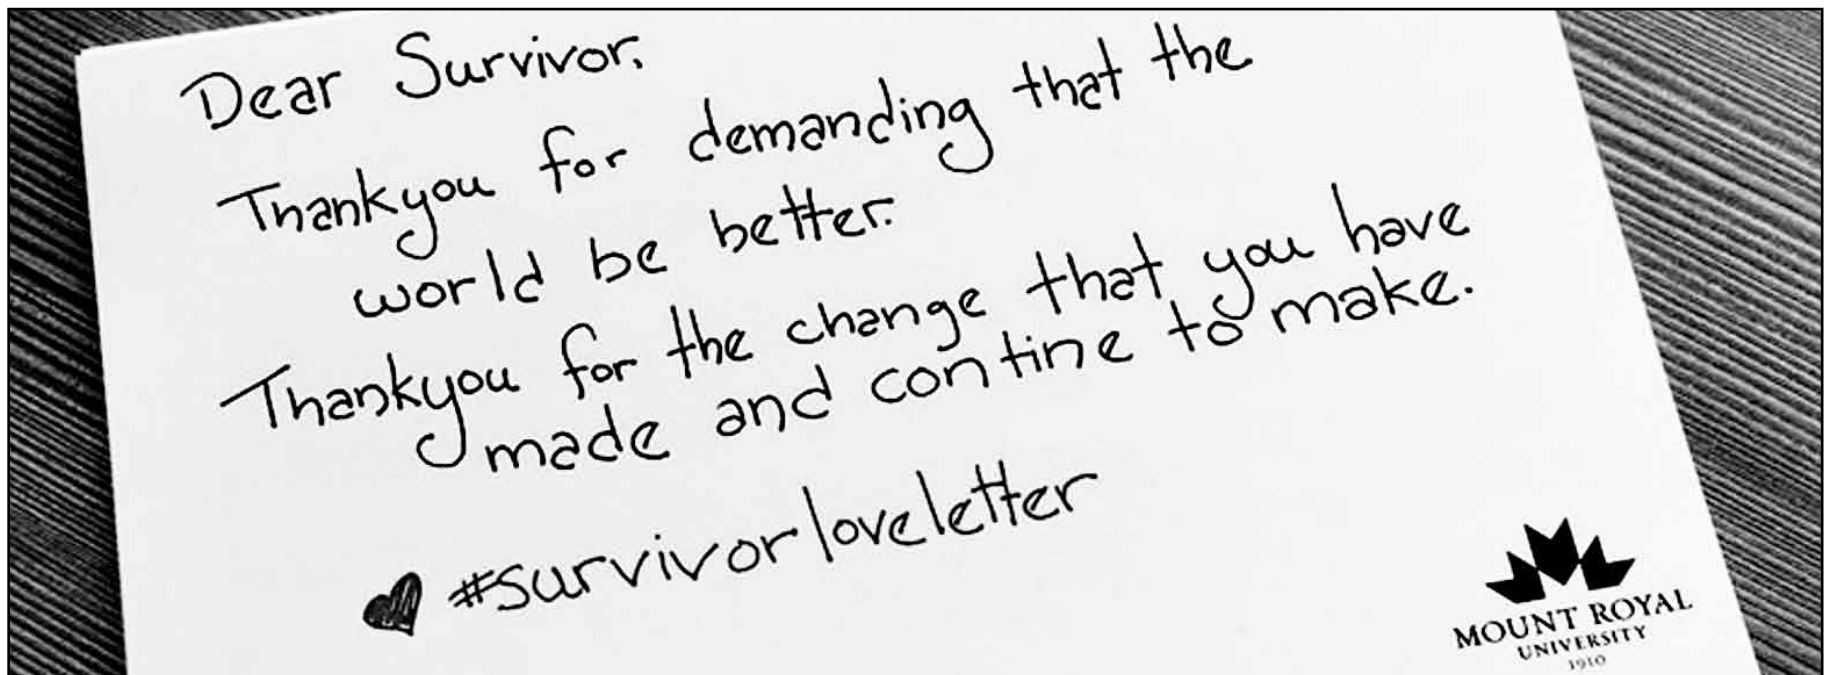 Dear Survivor.
Thankyou for demanding that the
world be better.
Thankyou for the change that you have
made and contine to make.
♥ #survivorloveletter
MOUNT ROYAL
UNIVERSITY
1910